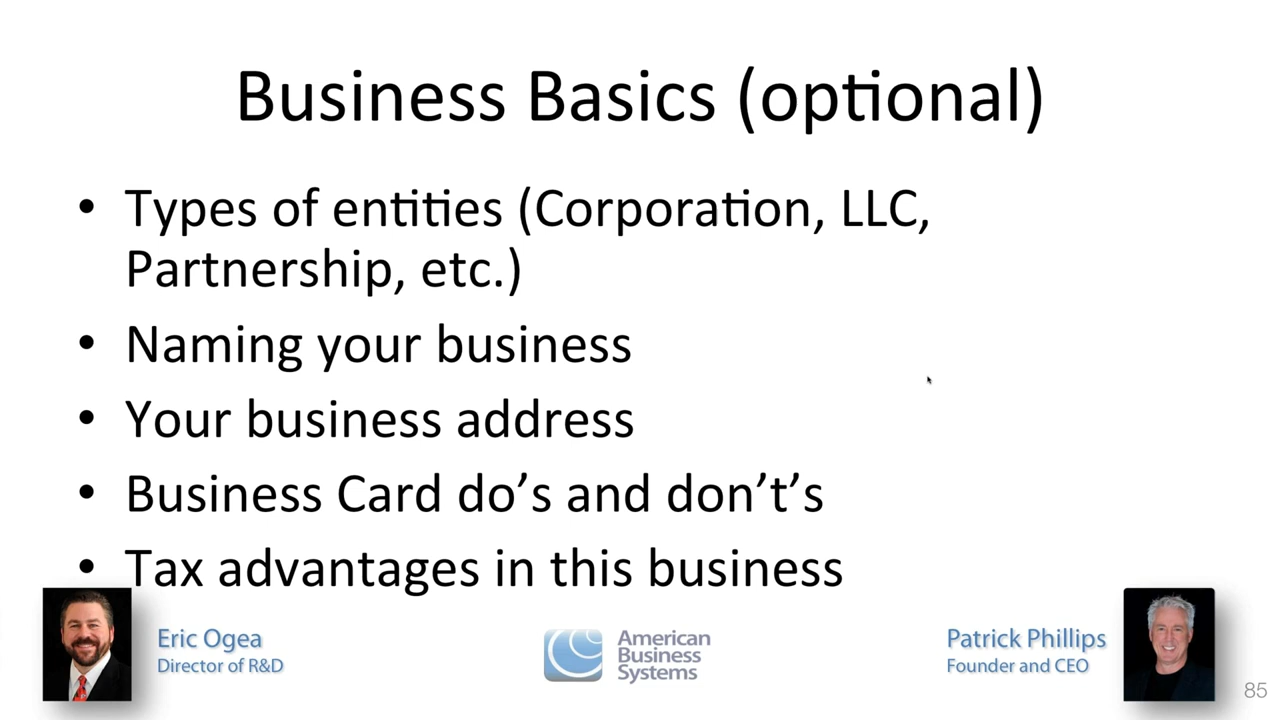 Business Basics (optional)
• Types of entities (Corporation, LLC,
Partnership, etc.)
• Naming your business
• Your business address
• Business Card do’s and don’t’s
• Tax advantages in this business
Eric Ogea
Director of R&D
American
Business
Systems
Patrick Phillips
Founder and CEO
85